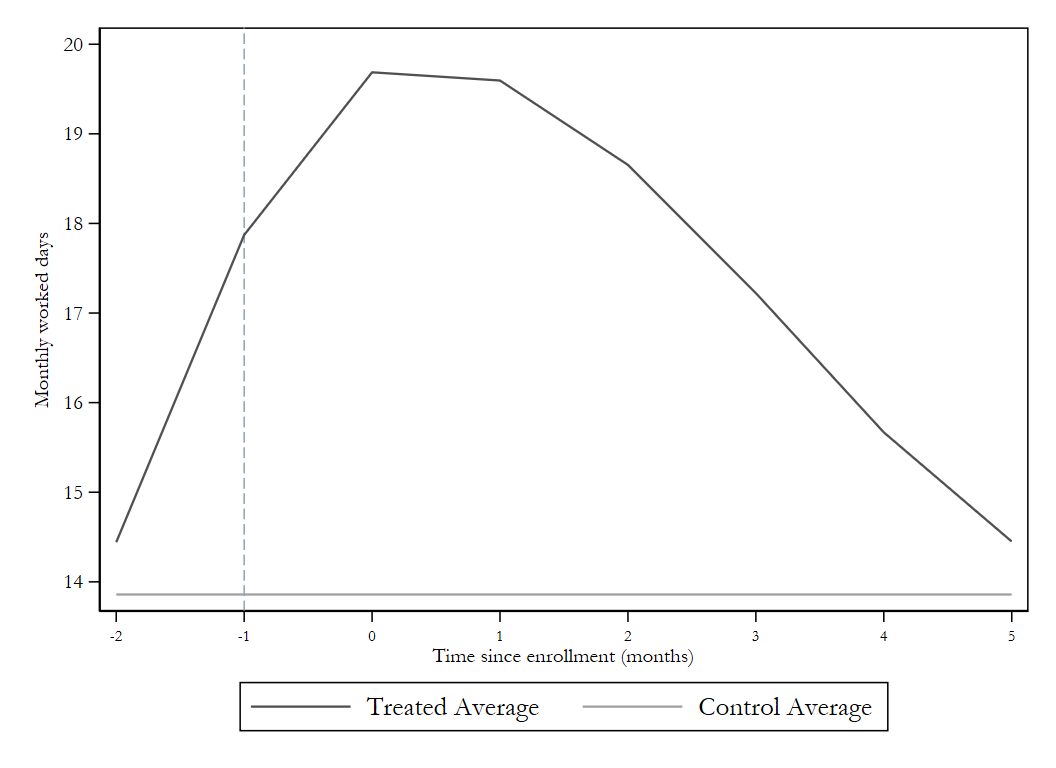 20
19
18
17
16
15
14
Monthly worked days
-2 -1 0 1 2 3 4 5
Time since enrollment (months)
Treated Average Control Average